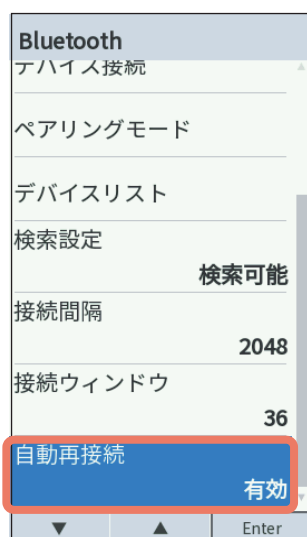 Bluetooth
デバイス接続
ペアリングモード
デバイスリスト
検索設定
検索可能
接続間隔
2048
接続ウィンドウ
36
自動再接続
有効
▼ ▲ Enter